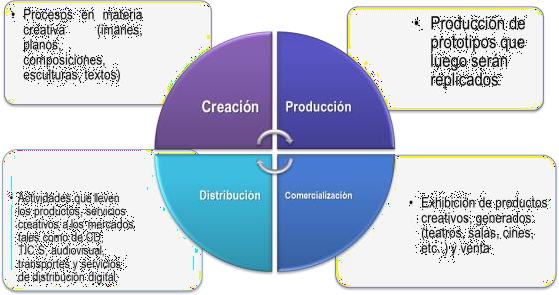 • Procesos en materia
creativa (imanes,
planos,
composiciones,
esculturas, textos)
• Producción de
prototipos que
luego serán
replicados
Creación
Producción
Distribución
Comercialización
• Actividades que lleven
los productos, servicios
creativos a los mercados,
tales como de CD,
T.I.C.S, audiovisual,
transportes y servicios
de distribución digital
• Exhibición de productos
creativos, generados
(teatros, salas, cines,
etc..) y venta